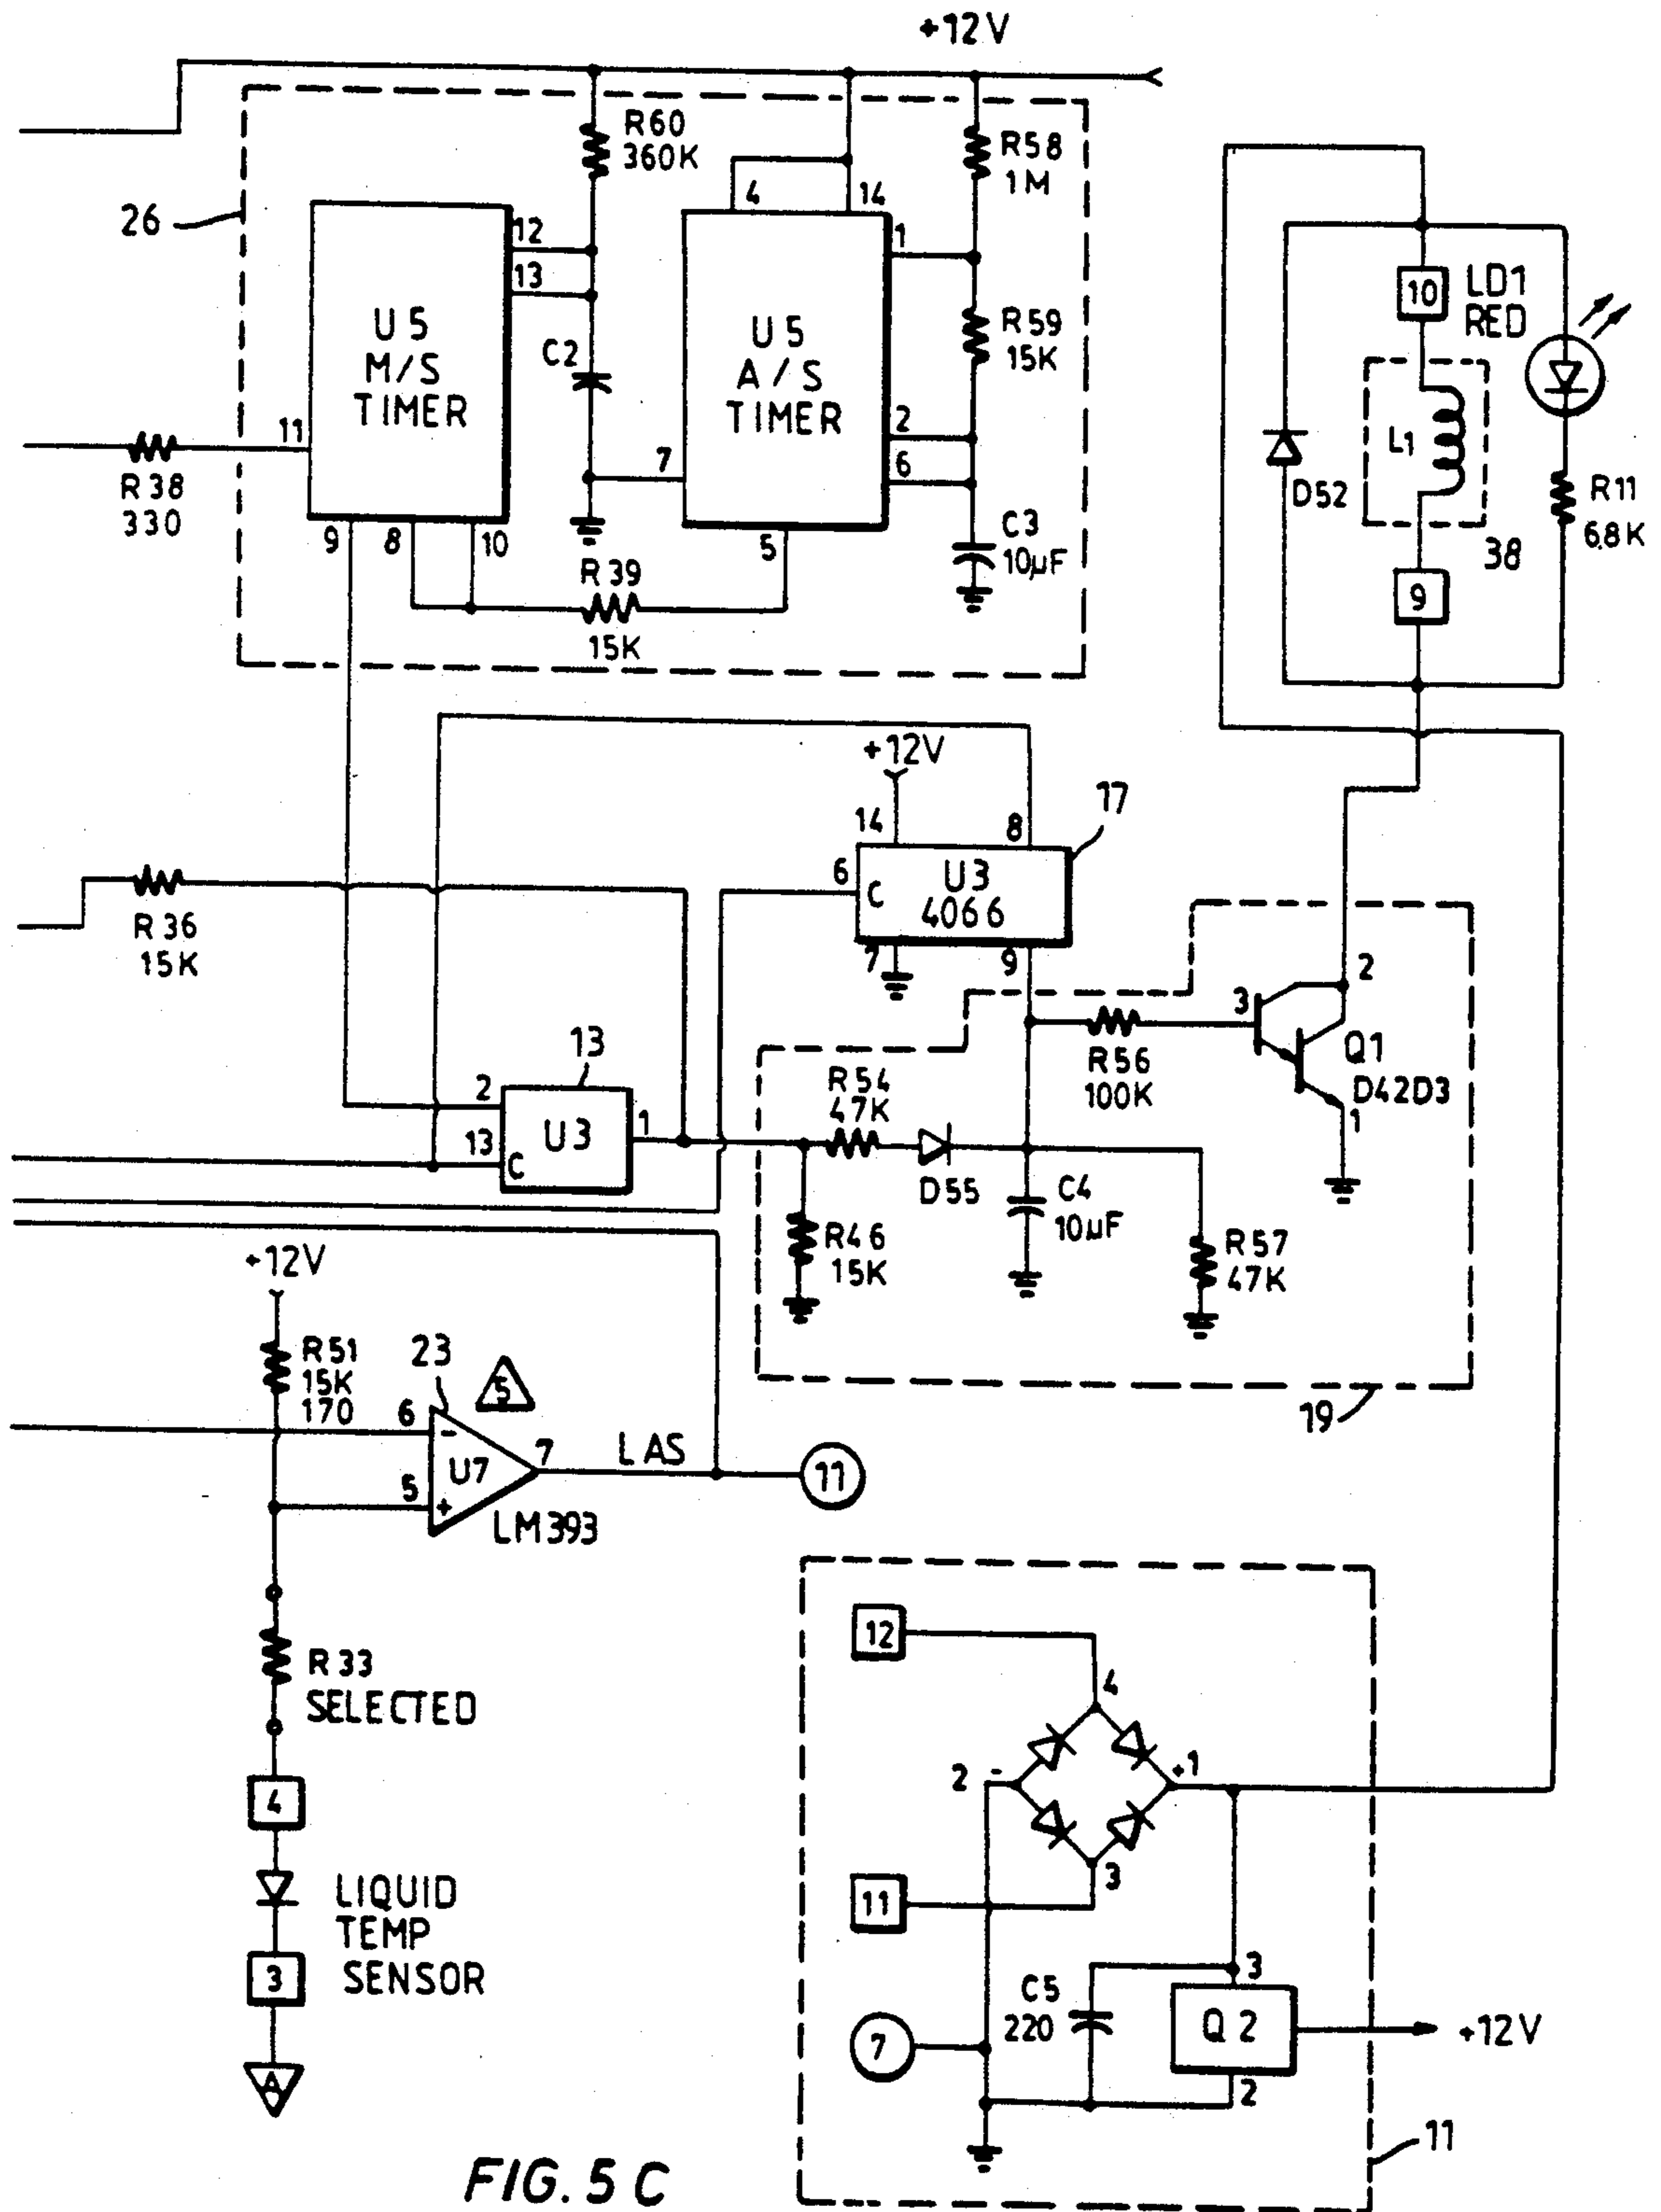 +12V
R60
360K
R58
1M
26
4
14
12
13
1
U5
M/S
TIMER
C2
U5
A/S
TIMER
R59
15K
2
6
11
7
R38
330
9
8
10
5
C3
10µF
R39
15K
10
LD1
RED
L1
D52
R11
6.8K
38
9
+12V
17
14
8
6
C
U3
4066
7
9
R36
15K
2
3
Q1
D42D3
1
R56
100K
13
2
13
C
U3
1
R54
47K
D55
C4
10µF
R46
15K
R57
47K
19
+12V
R51
15K
170
23
5
6
-
5
+
U7
7
LM393
LAS
11
R33
SELECTED
4
LIQUID
TEMP
SENSOR
3
A
12
4
2
-
+1
3
11
C5
220
3
Q2
+12V
7
2
11
FIG. 5C